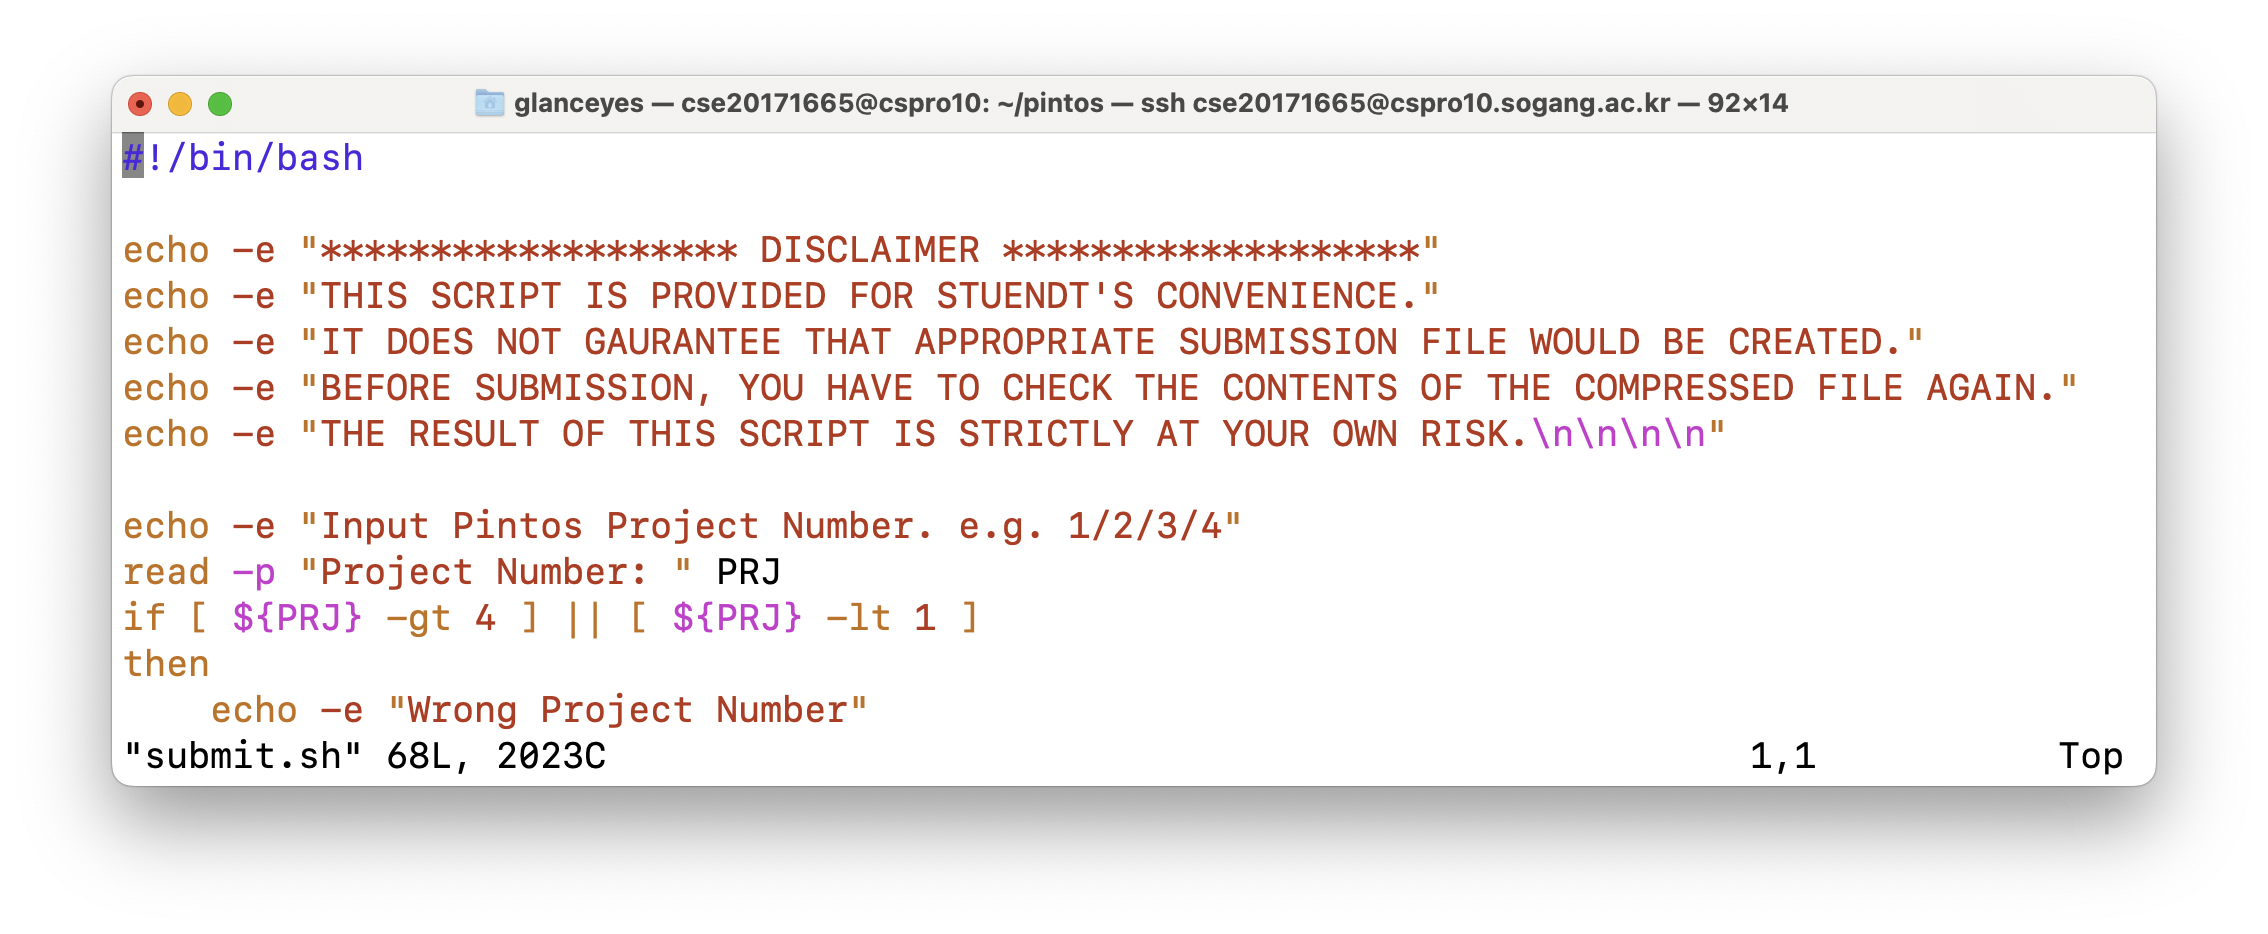 glanceyes — cse20171665@cspro10: ~/pintos — ssh cse20171665@cspro10.sogang.ac.kr — 92×14
#!/bin/bash
echo -e "******************* DISCLAIMER *******************"
echo -e "THIS SCRIPT IS PROVIDED FOR STUENDT'S CONVENIENCE."
echo -e "IT DOES NOT GAURANTEE THAT APPROPRIATE SUBMISSION FILE WOULD BE CREATED."
echo -e "BEFORE SUBMISSION, YOU HAVE TO CHECK THE CONTENTS OF THE COMPRESSED FILE AGAIN."
echo -e "THE RESULT OF THIS SCRIPT IS STRICTLY AT YOUR OWN RISK.\n\n\n\n"
echo -e "Input Pintos Project Number. e.g. 1/2/3/4"
read -p "Project Number: " PRJ
if [ ${PRJ} -gt 4 ] || [ ${PRJ} -lt 1 ]
then
    echo -e "Wrong Project Number"
"submit.sh" 68L, 2023C 1,1 Top